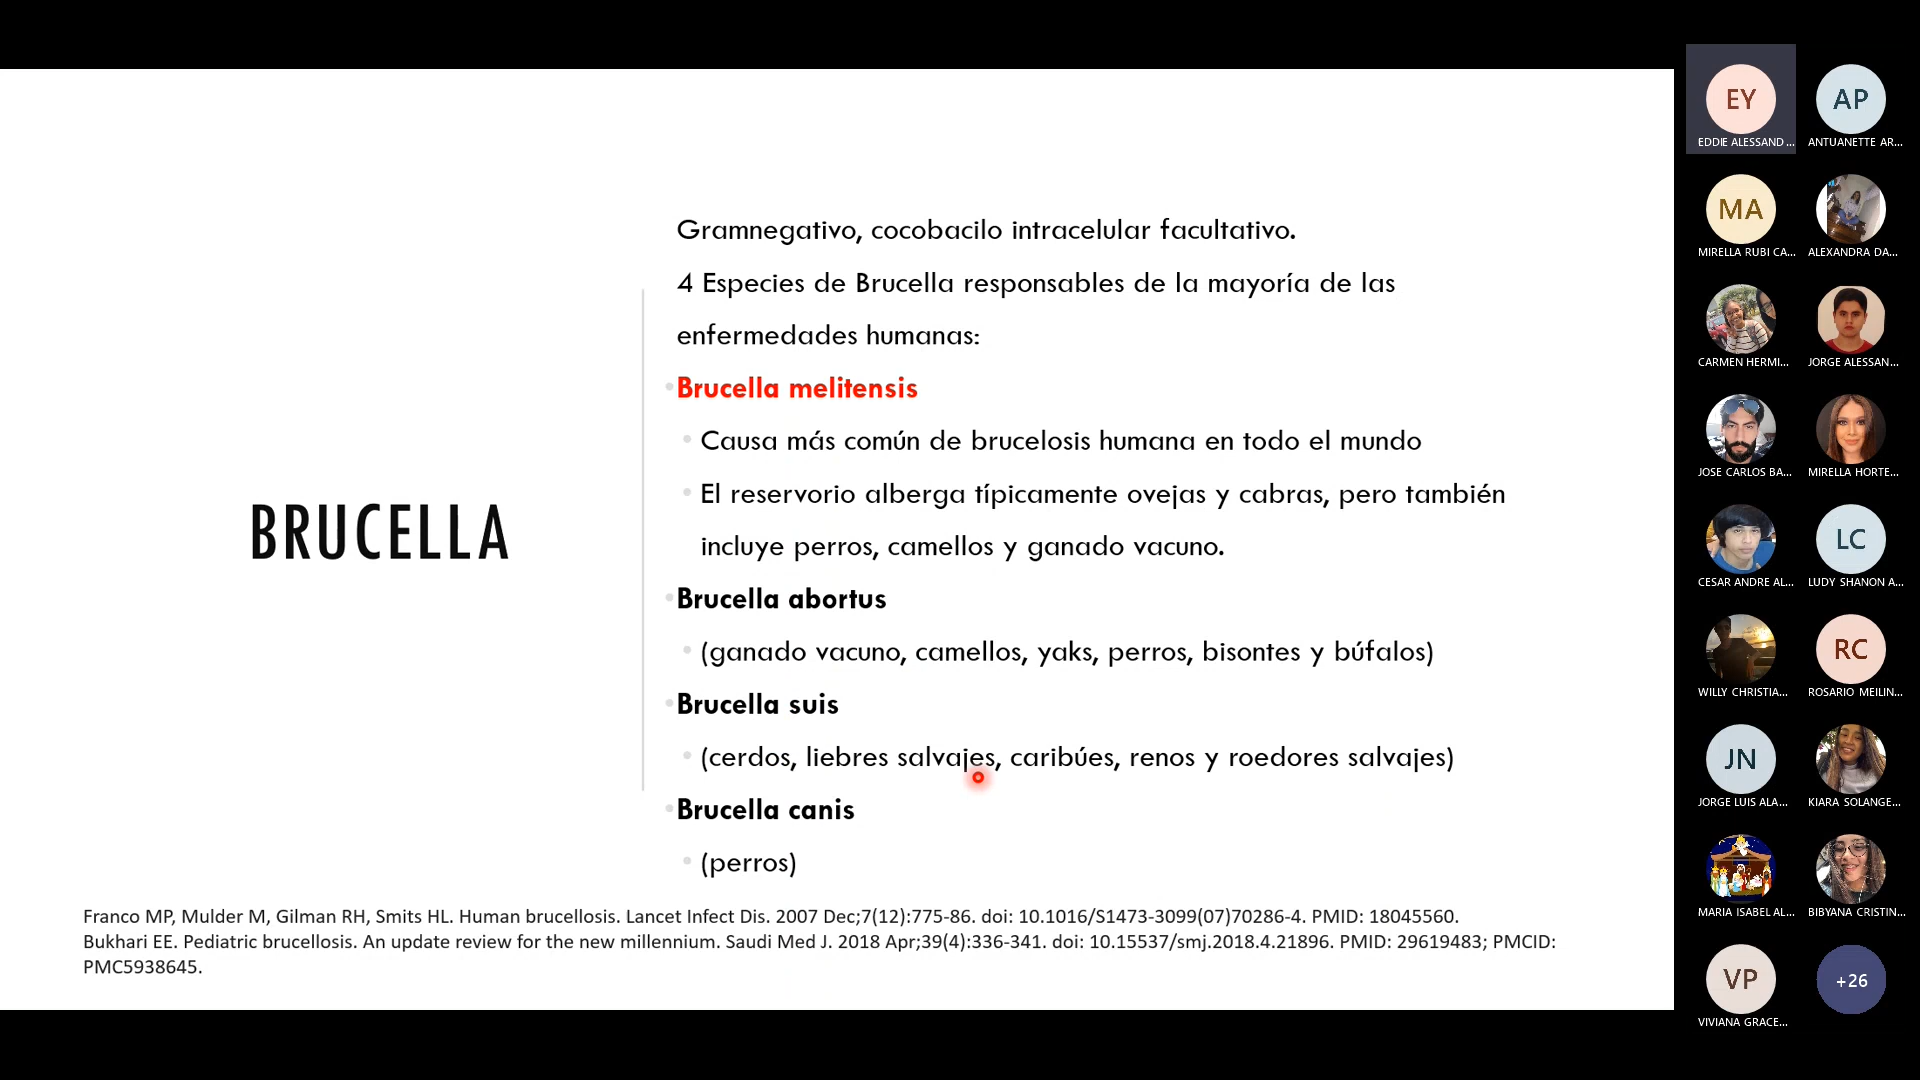 BRUCELLA
Gramnegativo, cocobacilo intracelular facultativo.
4 Especies de Brucella responsables de la mayoría de las
enfermedades humanas:
Brucella melitensis
Causa más común de brucelosis humana en todo el mundo
El reservorio alberga típicamente ovejas y cabras, pero también
incluye perros, camellos y ganado vacuno.
Brucella abortus
(ganado vacuno, camellos, yaks, perros, bisontes y búfalos)
Brucella suis
(cerdos, liebres salvajes, caribúes, renos y roedores salvajes)
Brucella canis
(perros)
Franco MP, Mulder M, Gilman RH, Smits HL. Human brucellosis. Lancet Infect Dis. 2007 Dec;7(12):775-86. doi: 10.1016/S1473-3099(07)70286-4. PMID: 18045560.
Bukhari EE. Pediatric brucellosis. An update review for the new millennium. Saudi Med J. 2018 Apr;39(4):336-341. doi: 10.15537/smj.2018.4.21896. PMID: 29619483; PMCID:
PMC5938645.
EY
EDDIE ALESSAND...
AP
ANTUANETTE AR...
MA
MIRELLA RUBI CA...
ALEXANDRA DA...
CARMEN HERMI...
JORGE ALESSAN...
JOSE CARLOS BA...
MIRELLA HORTE...
CESAR ANDRE AL...
LC
LUDY SHANON A...
WILLY CHRISTIA...
RC
ROSARIO MEILIN...
JN
JORGE LUIS ALA...
KIARA SOLANGE...
MARIA ISABEL AL...
BIBYANA CRISTIN...
VP
VIVIANA GRACE...
+26